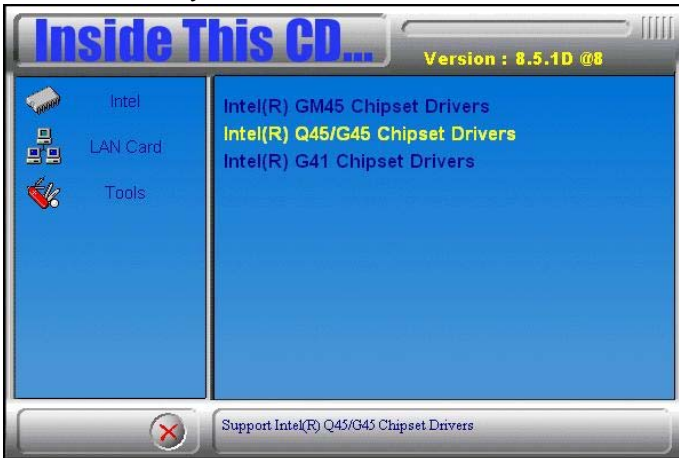 Inside This CD...
Version : 8.5.1D @8
Intel
LAN Card
Tools
Intel(R) GM45 Chipset Drivers
Intel(R) Q45/G45 Chipset Drivers
Intel(R) G41 Chipset Drivers
Support Intel(R) Q45/G45 Chipset Drivers